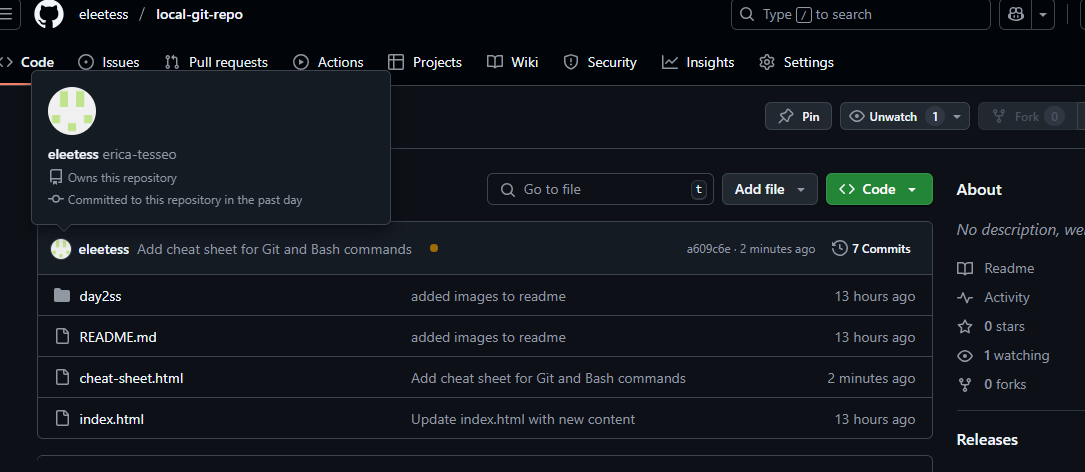 eleetess / local-git-repo
Type / to search
Code Issues Pull requests Actions Projects Wiki Security Insights Settings
eleetess erica-tesseo
Owns this repository
Committed to this repository in the past day
Pin Unwatch 1 Fork 0
Go to file t Add file Code
eleetess Add cheat sheet for Git and Bash commands a609c6e · 2 minutes ago 7 Commits
day2ss added images to readme 13 hours ago
README.md added images to readme 13 hours ago
cheat-sheet.html Add cheat sheet for Git and Bash commands 2 minutes ago
index.html Update index.html with new content 13 hours ago
About
No description, we
Readme
Activity
0 stars
1 watching
0 forks
Releases